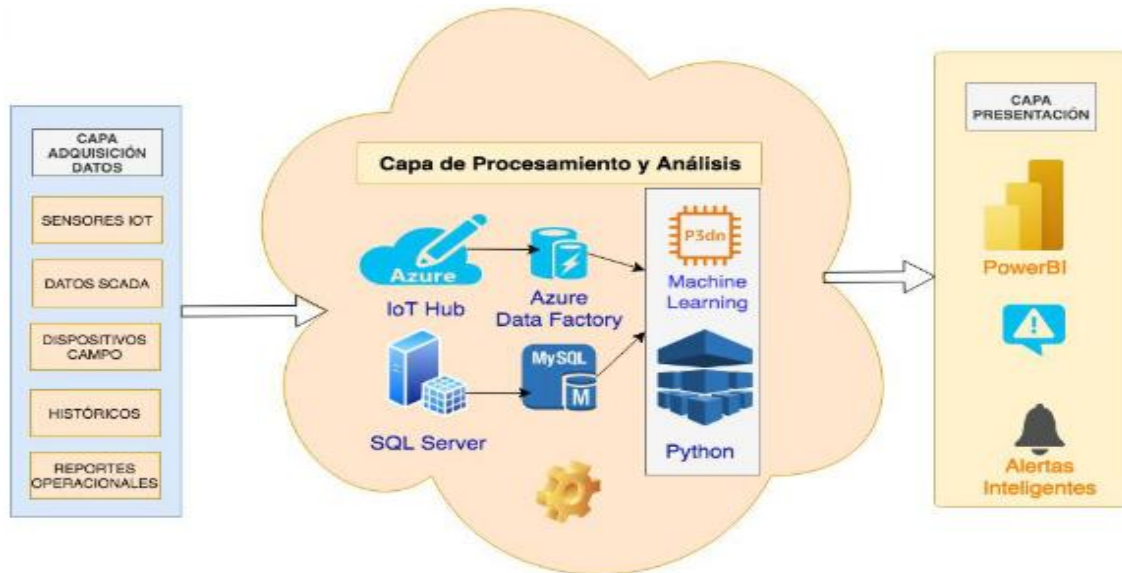 CAPA
ADQUISICIÓN
DATOS
SENSORES IOT
DATOS SCADA
DISPOSITIVOS
CAMPO
HISTÓRICOS
REPORTES
OPERACIONALES
Capa de Procesamiento y Análisis
Azure
IoT Hub
Azure
Data Factory
SQL Server
MySQL
M
P3dn
Machine
Learning
Python
CAPA
PRESENTACIÓN
PowerBI
Alertas
Inteligentes